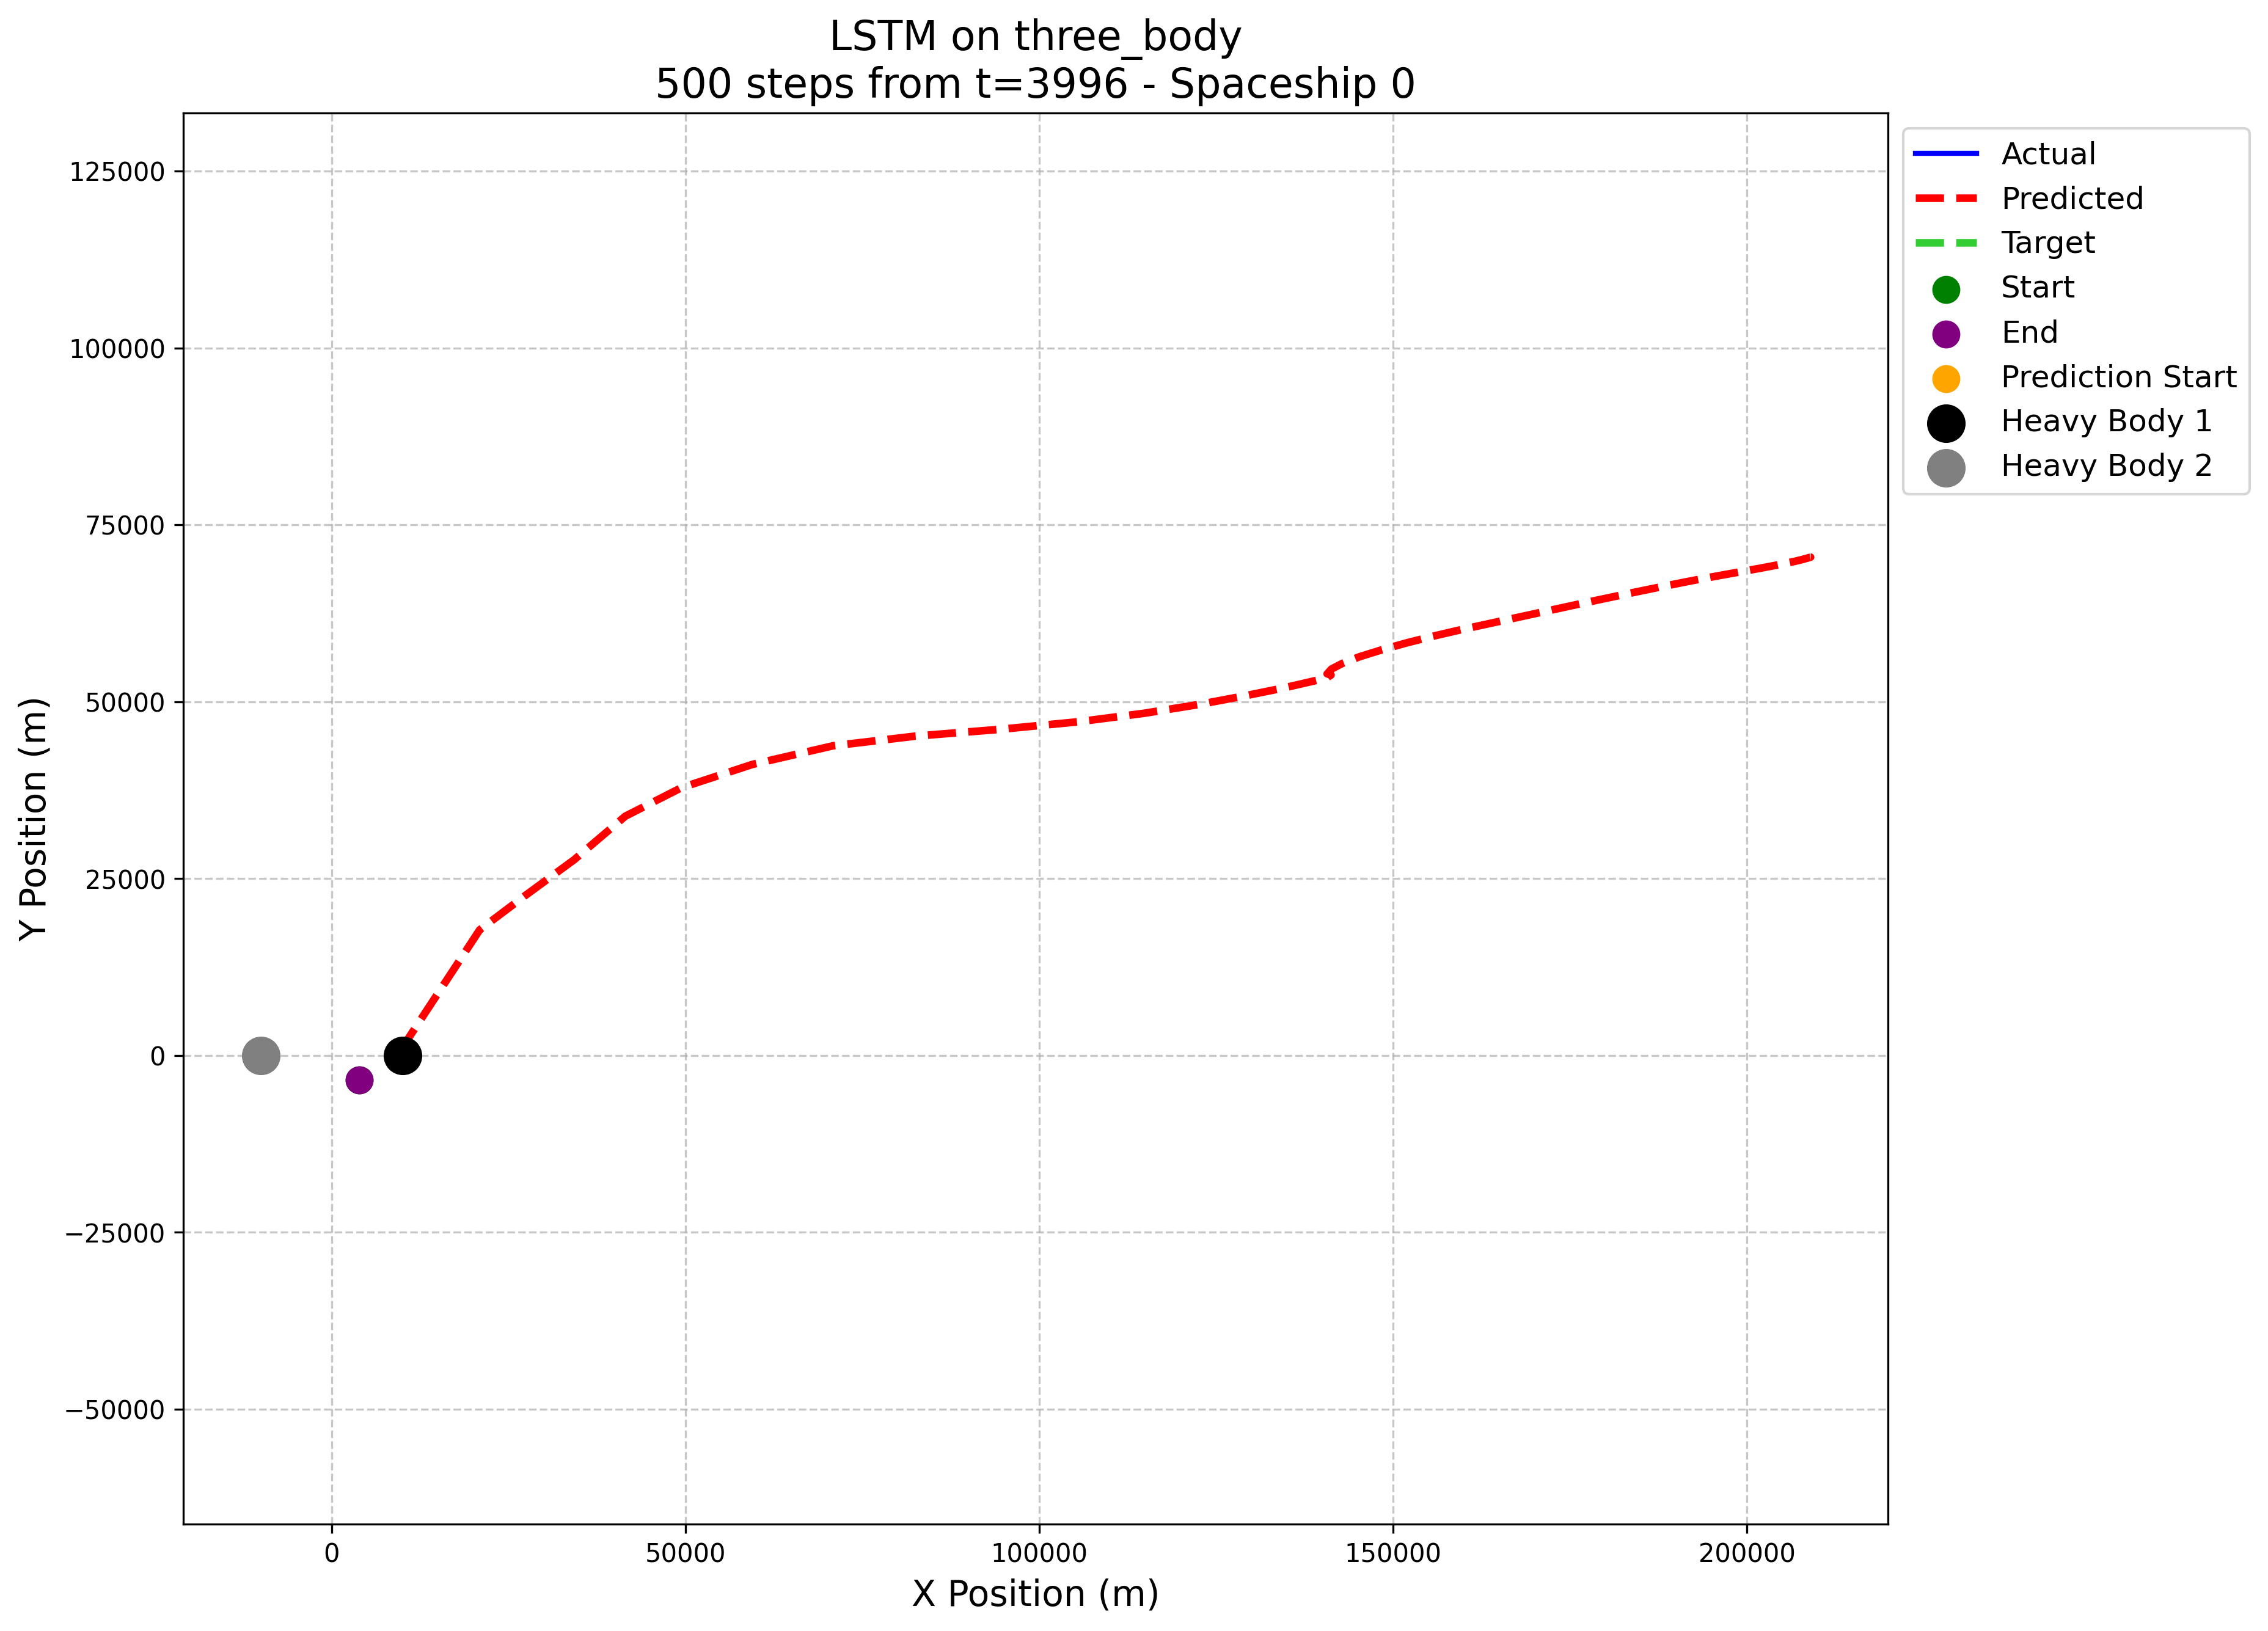 LSTM on three_body
500 steps from t=3996 - Spaceship 0
125000
100000
75000
50000
25000
0
−25000
−50000
Y Position (m)
0
50000
100000
150000
200000
X Position (m)
Actual
Predicted
Target
Start
End
Prediction Start
Heavy Body 1
Heavy Body 2